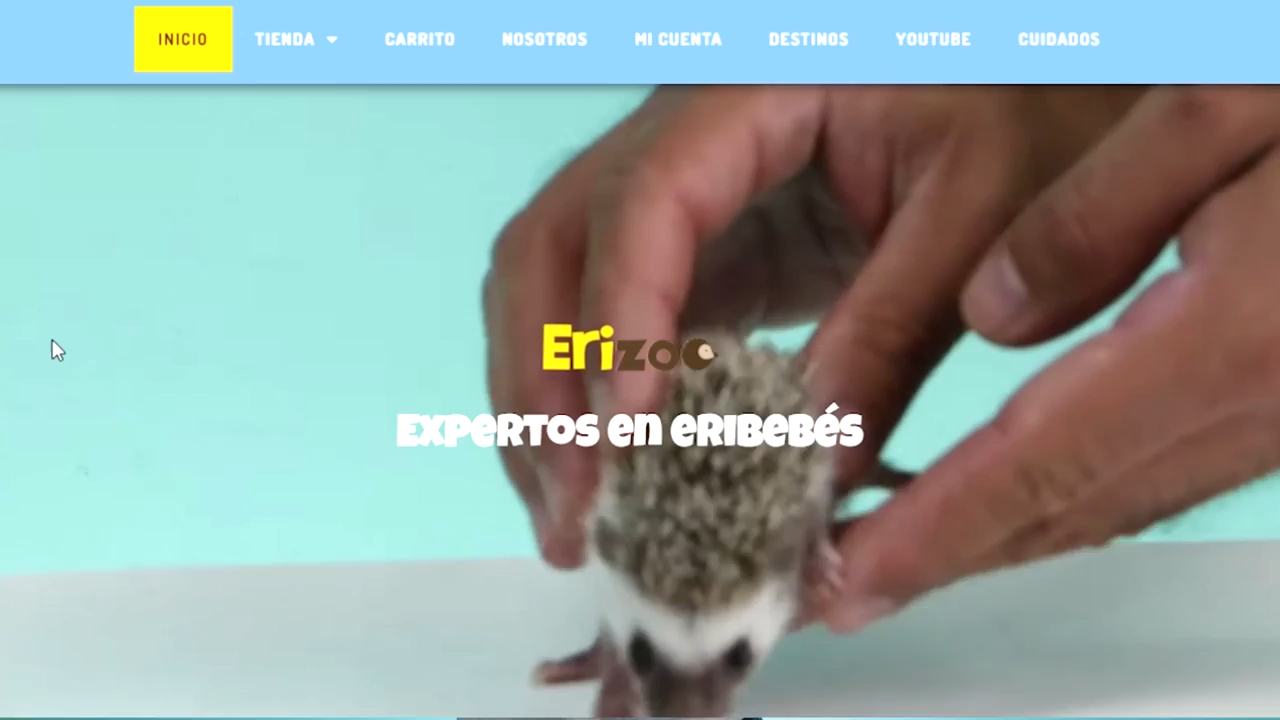 INICIO TIENDA CARRITO NOSOTROS MI CUENTA DESTINOS YOUTUBE CUIDADOS
Erizoo
Expertos en eribebés